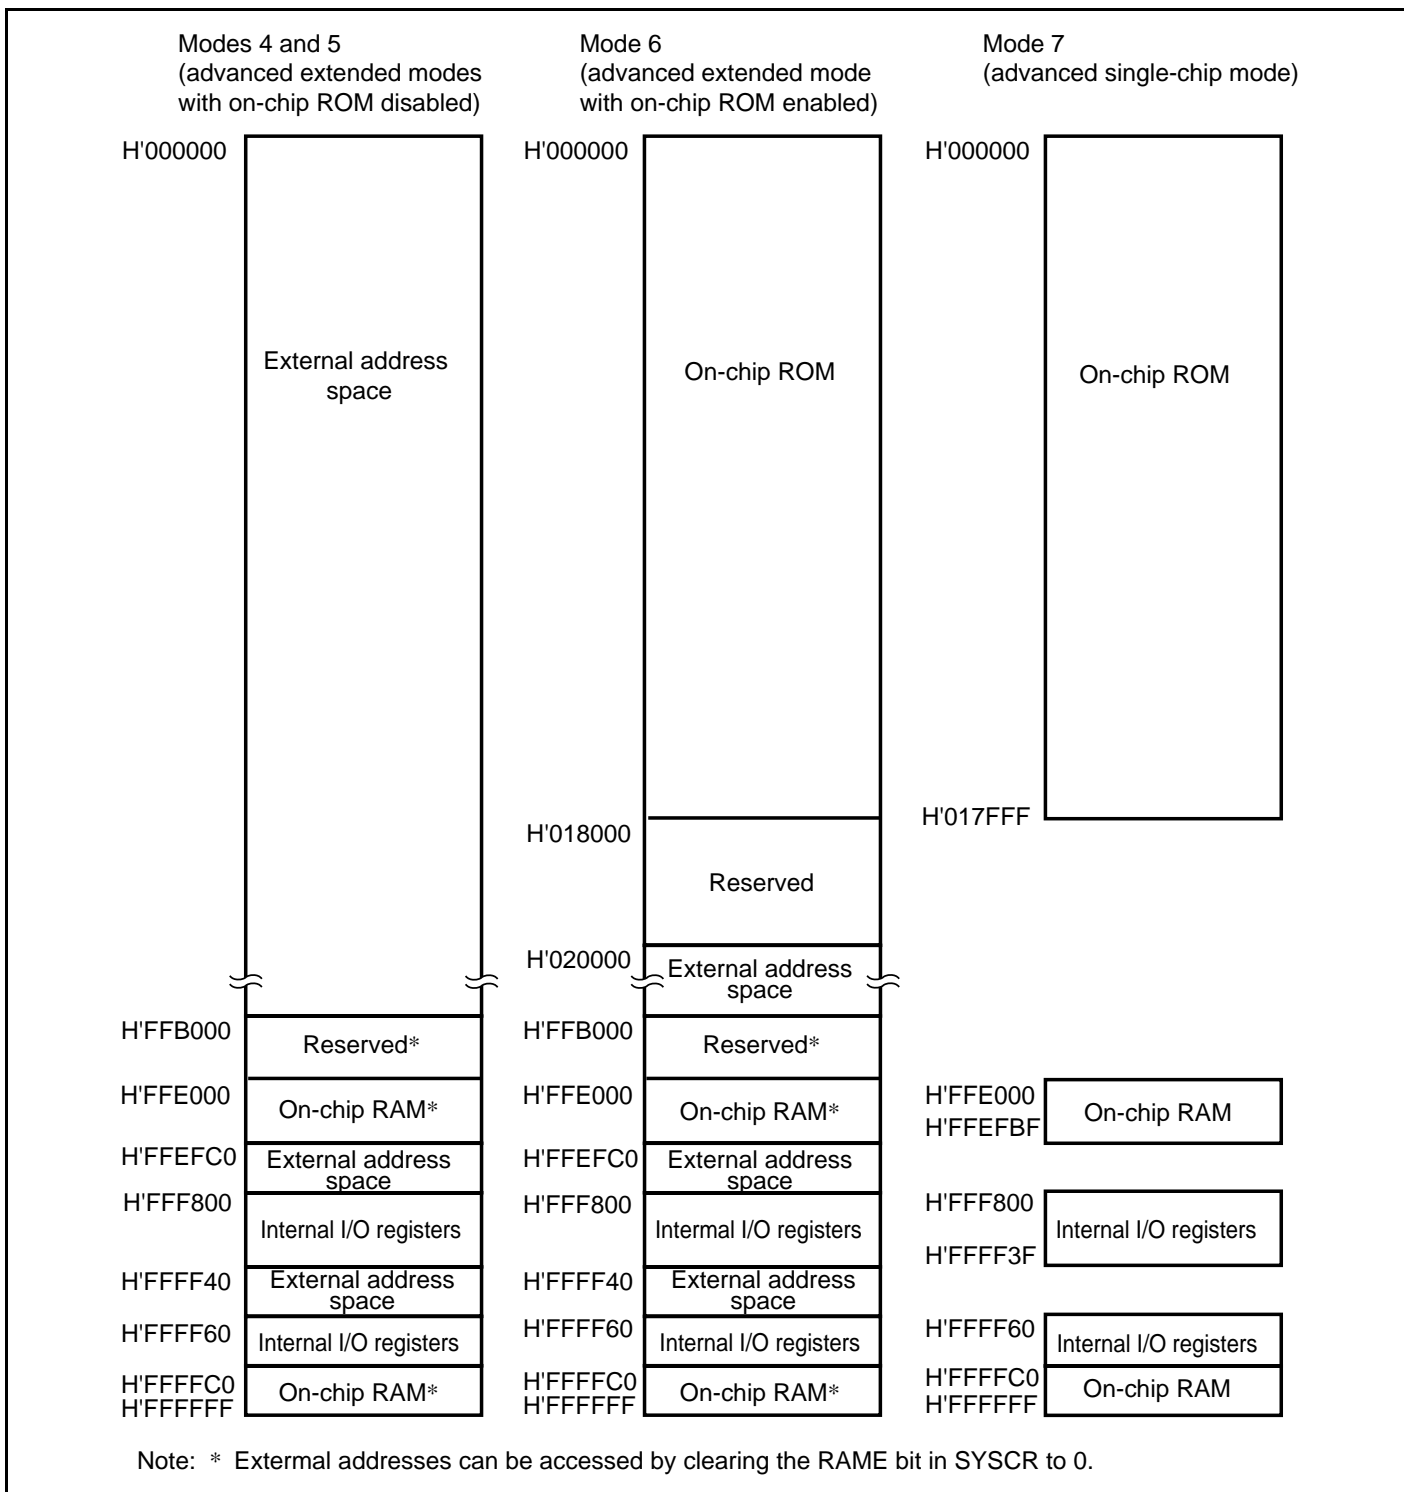 Modes 4 and 5
(advanced extended modes
with on-chip ROM disabled)
H'000000
External address
space
H'FFB000
Reserved*
H'FFE000
On-chip RAM*
H'FFEFC0
External address
space
H'FFF800
Internal I/O registers
H'FFFF40
External address
space
H'FFFF60
Internal I/O registers
H'FFFFC0
On-chip RAM*
H'FFFFFF
Mode 6
(advanced extended mode
with on-chip ROM enabled)
H'000000
On-chip ROM
H'018000
Reserved
H'020000
External address
space
H'FFB000
Reserved*
H'FFE000
On-chip RAM*
H'FFEFC0
External address
space
H'FFF800
Intermal I/O registers
H'FFFF40
External address
space
H'FFFF60
Internal I/O registers
H'FFFFC0
On-chip RAM*
H'FFFFFF
Mode 7
(advanced single-chip mode)
H'000000
On-chip ROM
H'017FFF
H'FFE000
On-chip RAM
H'FFEFBF
H'FFF800
Internal I/O registers
H'FFFF3F
H'FFFF60
Internal I/O registers
H'FFFFC0
On-chip RAM
H'FFFFFF
Note: * Extermal addresses can be accessed by clearing the RAME bit in SYSCR to 0.